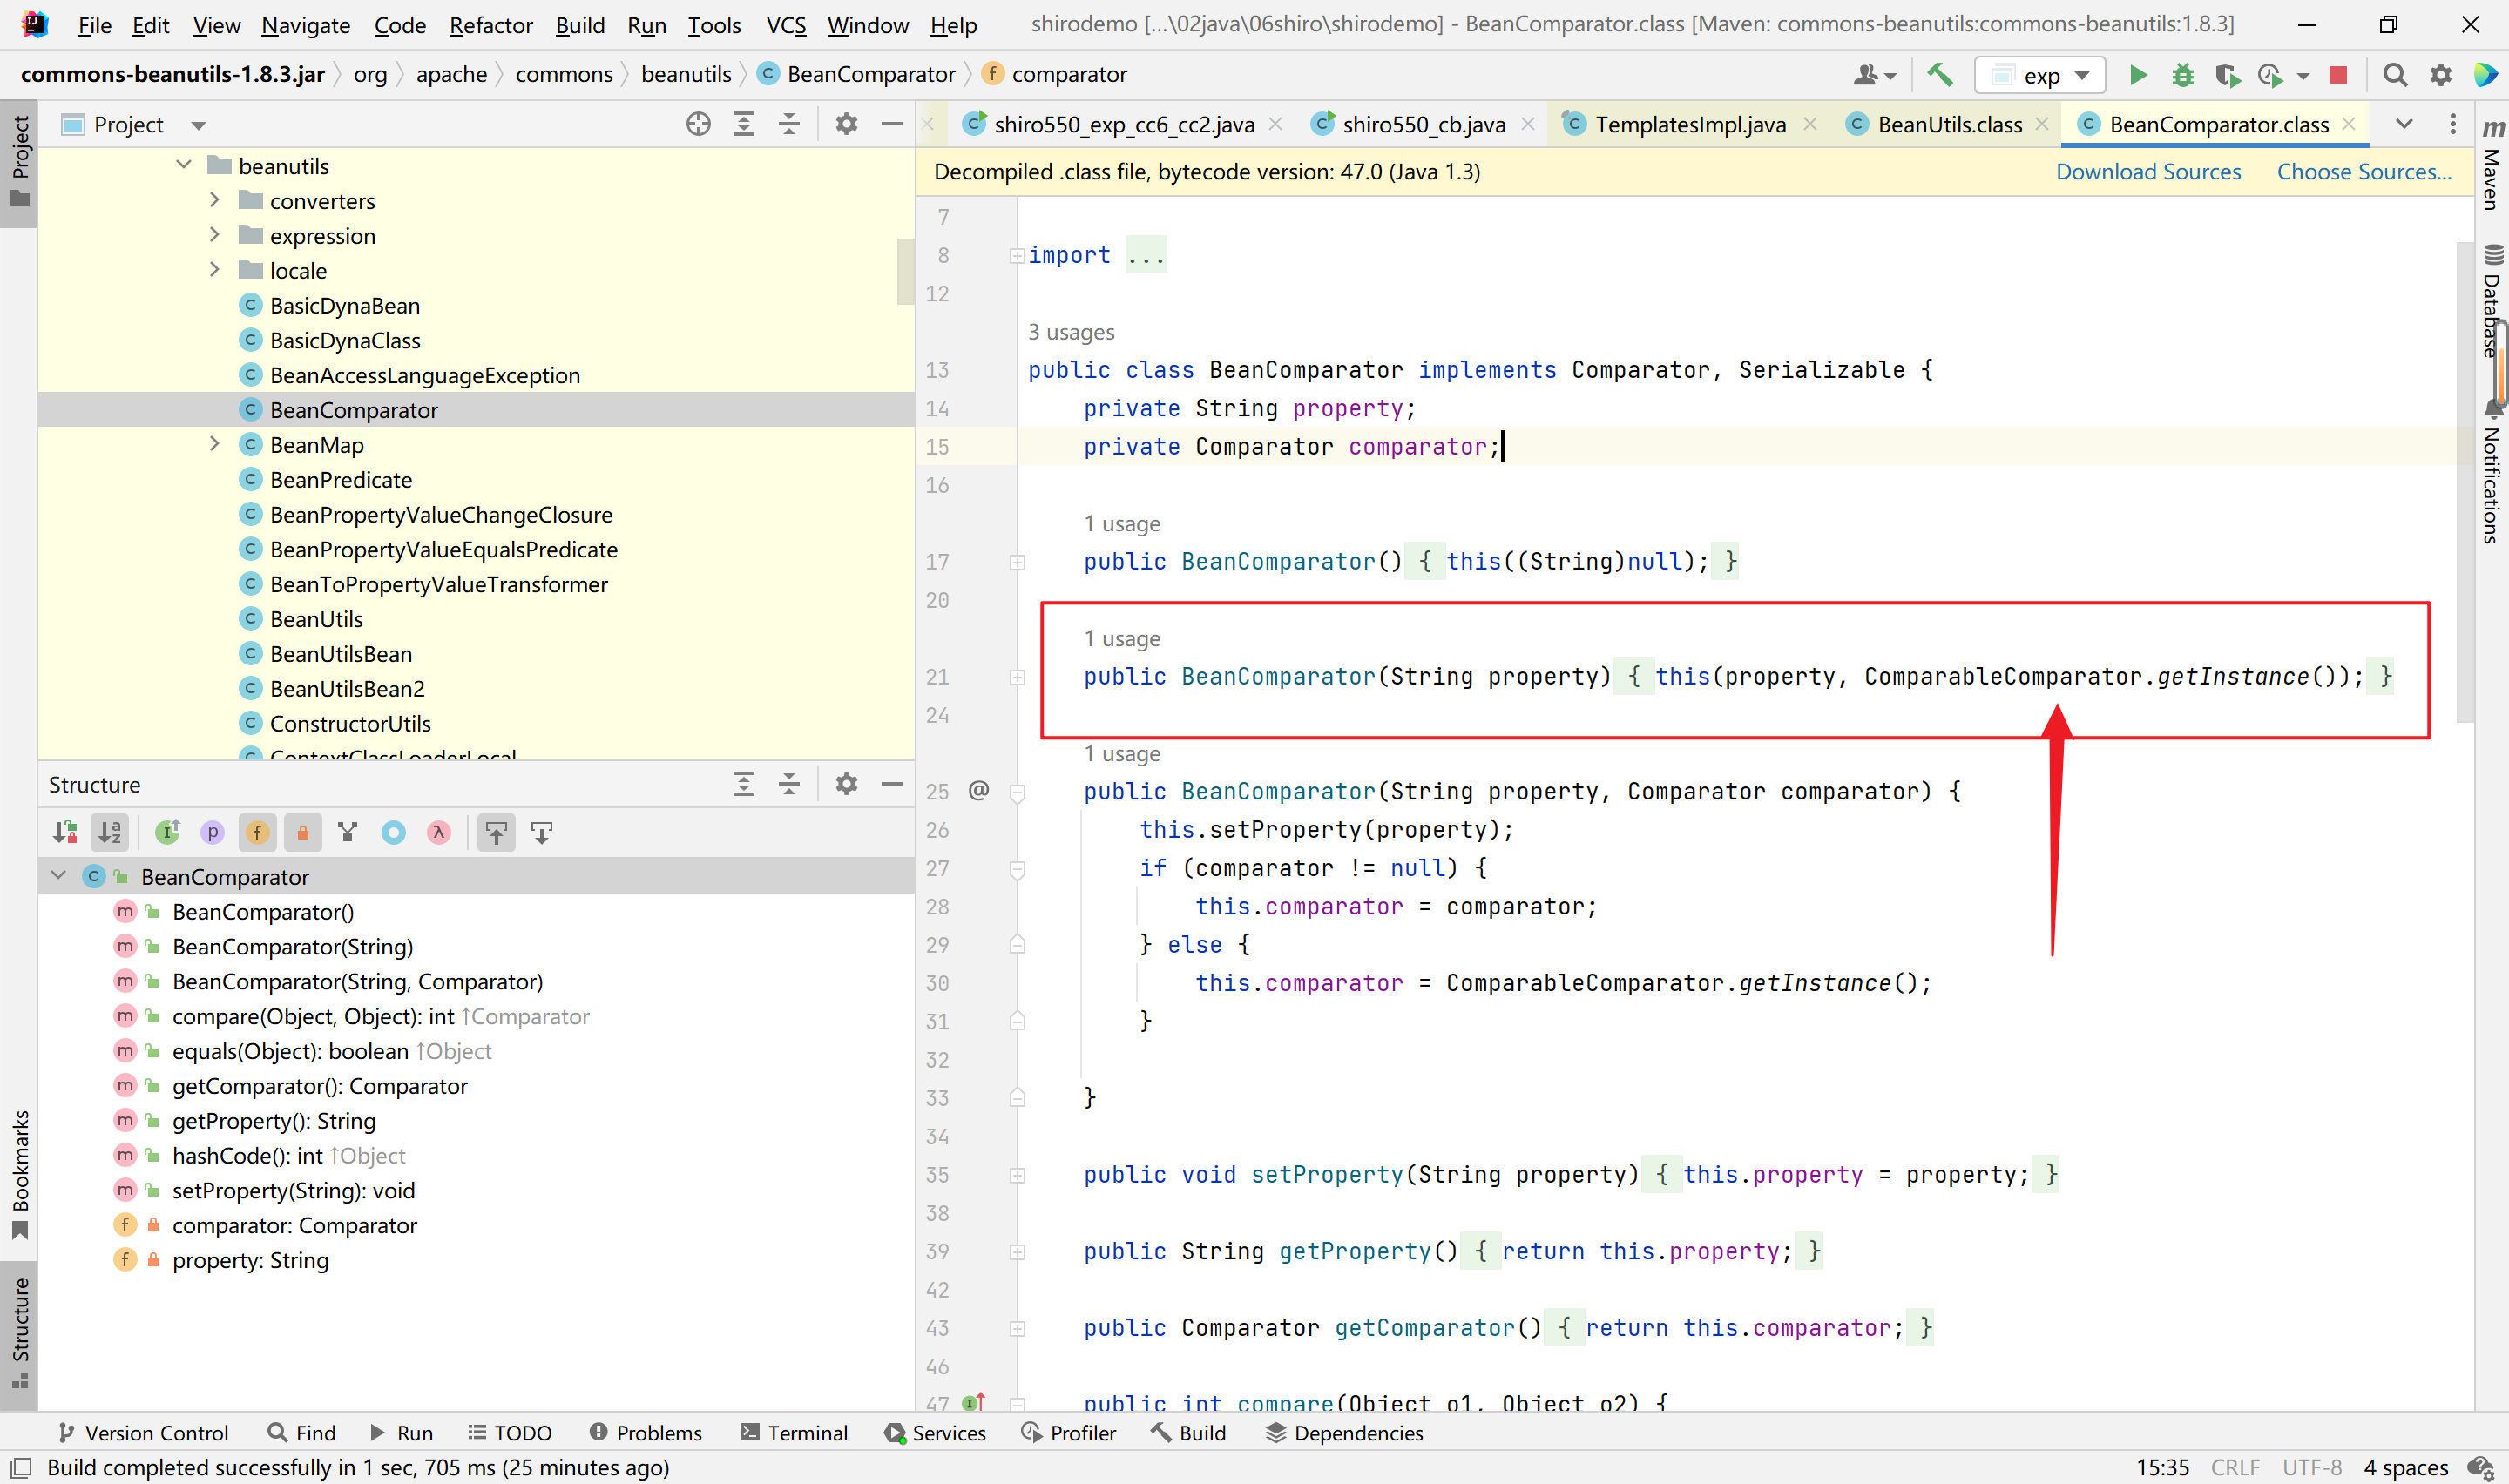 File Edit View Navigate Code Refactor Build Run Tools VCS Window Help shirodemo [...\02java\06shiro\shirodemo] - BeanComparator.class [Maven: commons-beanutils:commons-beanutils:1.8.3]
commons-beanutils-1.8.3.jar org apache commons beanutils BeanComparator comparator exp
Project
shiro550_exp_cc6_cc2.java shiro550_cb.java TemplatesImpl.java BeanUtils.class BeanComparator.class
Decompiled .class file, bytecode version: 47.0 (Java 1.3) Download Sources Choose Sources...
beanutils
converters
expression
locale
BasicDynaBean
BasicDynaClass
BeanAccessLanguageException
BeanComparator
BeanMap
BeanPredicate
BeanPropertyValueChangeClosure
BeanPropertyValueEqualsPredicate
BeanToPropertyValueTransformer
BeanUtils
BeanUtilsBean
BeanUtilsBean2
ConstructorUtils
ContextClassLoaderLocal
Structure
BeanComparator
BeanComparator()
BeanComparator(String)
BeanComparator(String, Comparator)
compare(Object, Object): int ↑Comparator
equals(Object): boolean ↑Object
getComparator(): Comparator
getProperty(): String
hashCode(): int ↑Object
setProperty(String): void
comparator: Comparator
property: String
7
8 import ...
12
3 usages
13 public class BeanComparator implements Comparator, Serializable {
14 private String property;
15 private Comparator comparator;
16
1 usage
17 public BeanComparator() { this((String)null); }
20
1 usage
21 public BeanComparator(String property) { this(property, ComparableComparator.getInstance()); }
24
1 usage
25 @ public BeanComparator(String property, Comparator comparator) {
26 this.setProperty(property);
27 if (comparator != null) {
28 this.comparator = comparator;
29 } else {
30 this.comparator = ComparableComparator.getInstance();
31 }
32
33 }
34
35 public void setProperty(String property) { this.property = property; }
38
39 public String getProperty() { return this.property; }
42
43 public Comparator getComparator() { return this.comparator; }
46
47 public int compare(Object o1, Object o2) {
Project
Bookmarks
Structure
Maven
Database
Notifications
Version Control Find Run TODO Problems Terminal Services Profiler Build Dependencies
Build completed successfully in 1 sec, 705 ms (25 minutes ago) 15:35 CRLF UTF-8 4 spaces